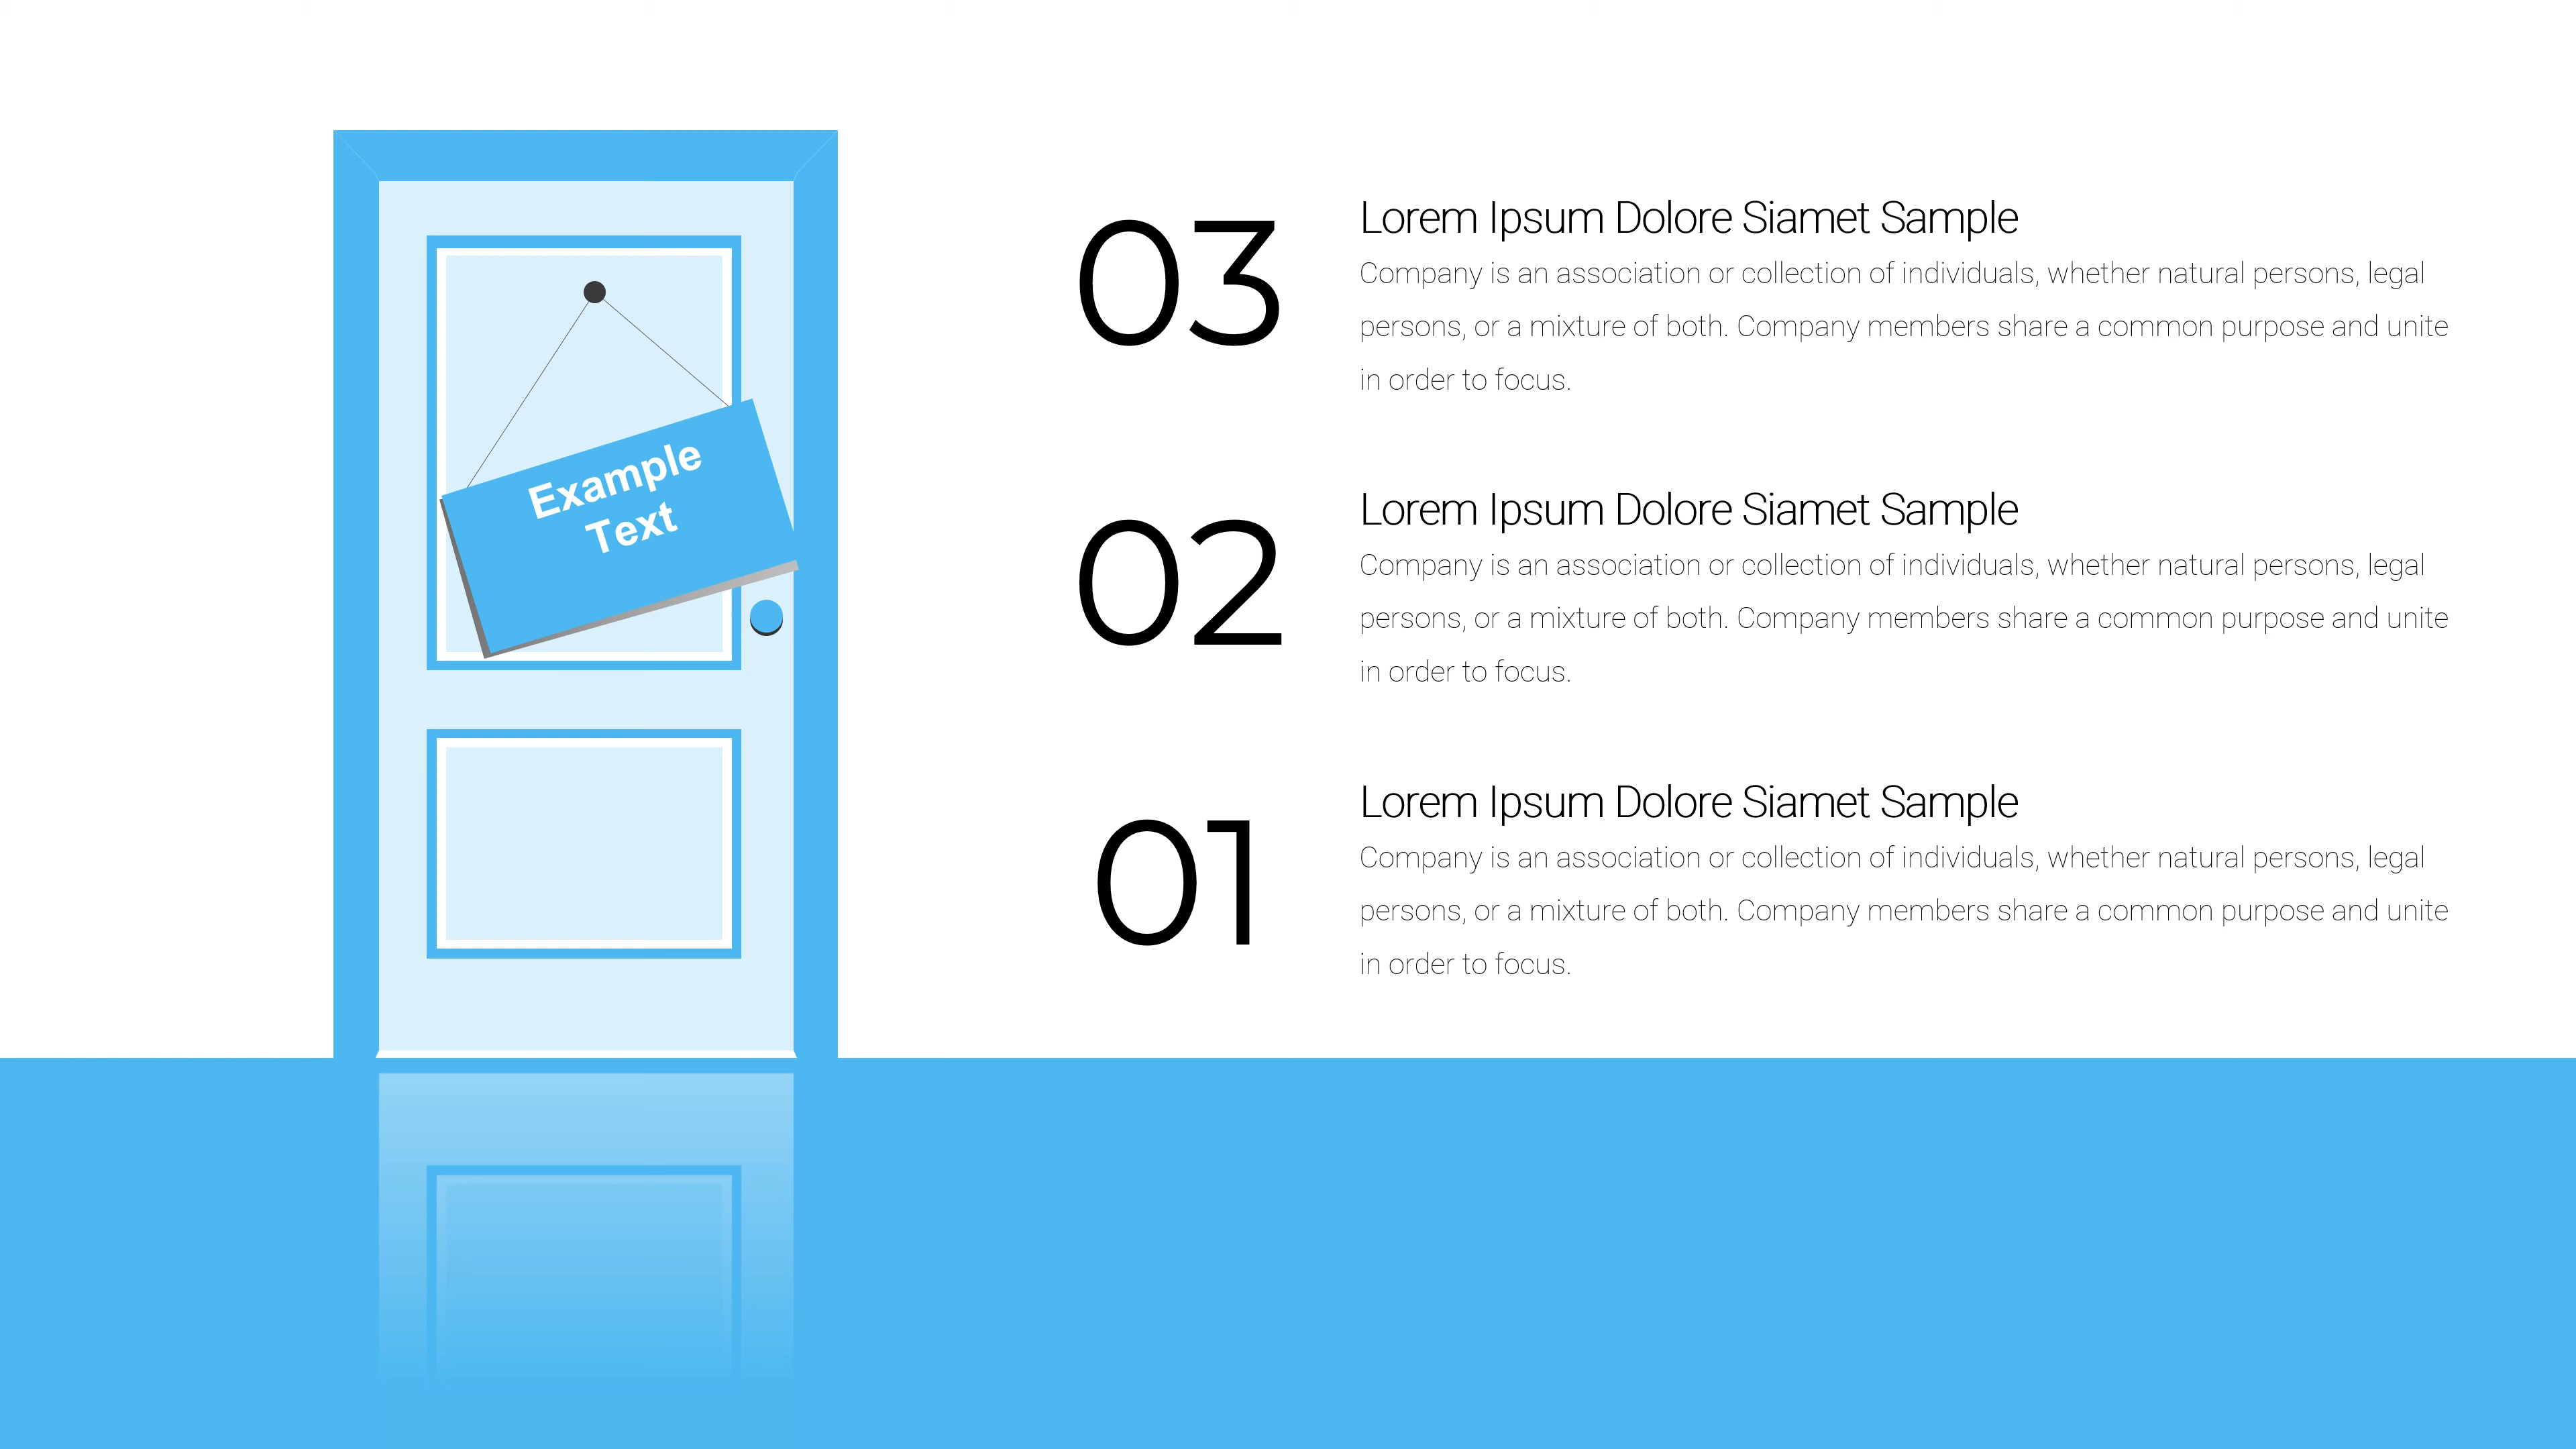 Example
Text
03
Lorem Ipsum Dolore Siamet Sample
Company is an association or collection of individuals, whether natural persons, legal
persons, or a mixture of both. Company members share a common purpose and unite
in order to focus.
02
Lorem Ipsum Dolore Siamet Sample
Company is an association or collection of individuals, whether natural persons, legal
persons, or a mixture of both. Company members share a common purpose and unite
in order to focus.
01
Lorem Ipsum Dolore Siamet Sample
Company is an association or collection of individuals, whether natural persons, legal
persons, or a mixture of both. Company members share a common purpose and unite
in order to focus.